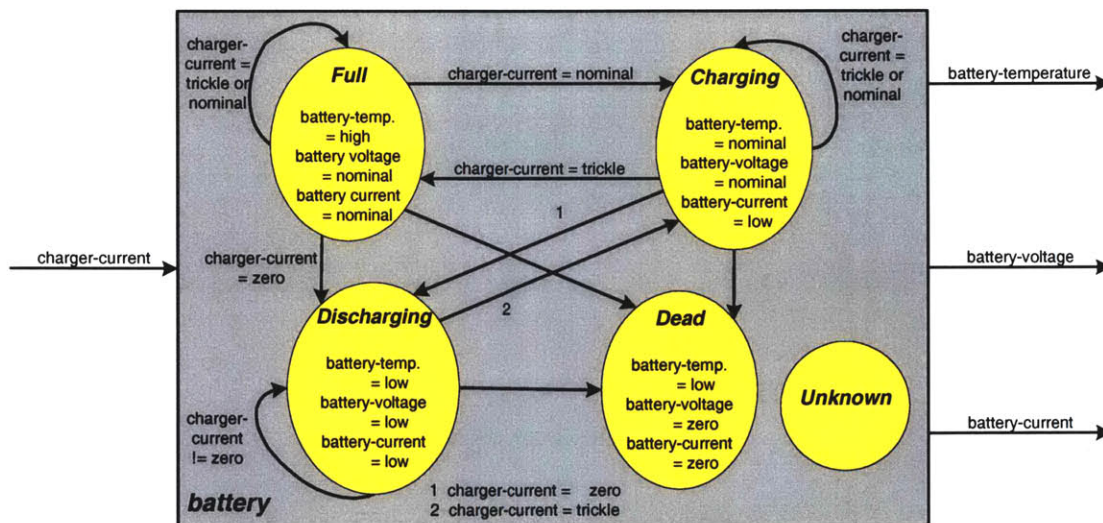 charger-
current =
trickle or
nominal
Full
battery-temp.
= high
battery voltage
= nominal
battery current
= nominal
charger-current = nominal
Charging
battery-temp.
= nominal
battery-voltage
= nominal
battery-current
= low
charger-
current =
trickle or
nominal
battery-temperature
charger-current = trickle
1
charger-current
charger-current
= zero
battery-voltage
2
Discharging
battery-temp.
= low
battery-voltage
= low
battery-current
= low
Dead
battery-temp.
= low
battery-voltage
= zero
battery-current
= zero
Unknown
charger-
current
!= zero
battery-current
battery
1 charger-current = zero
2 charger-current = trickle